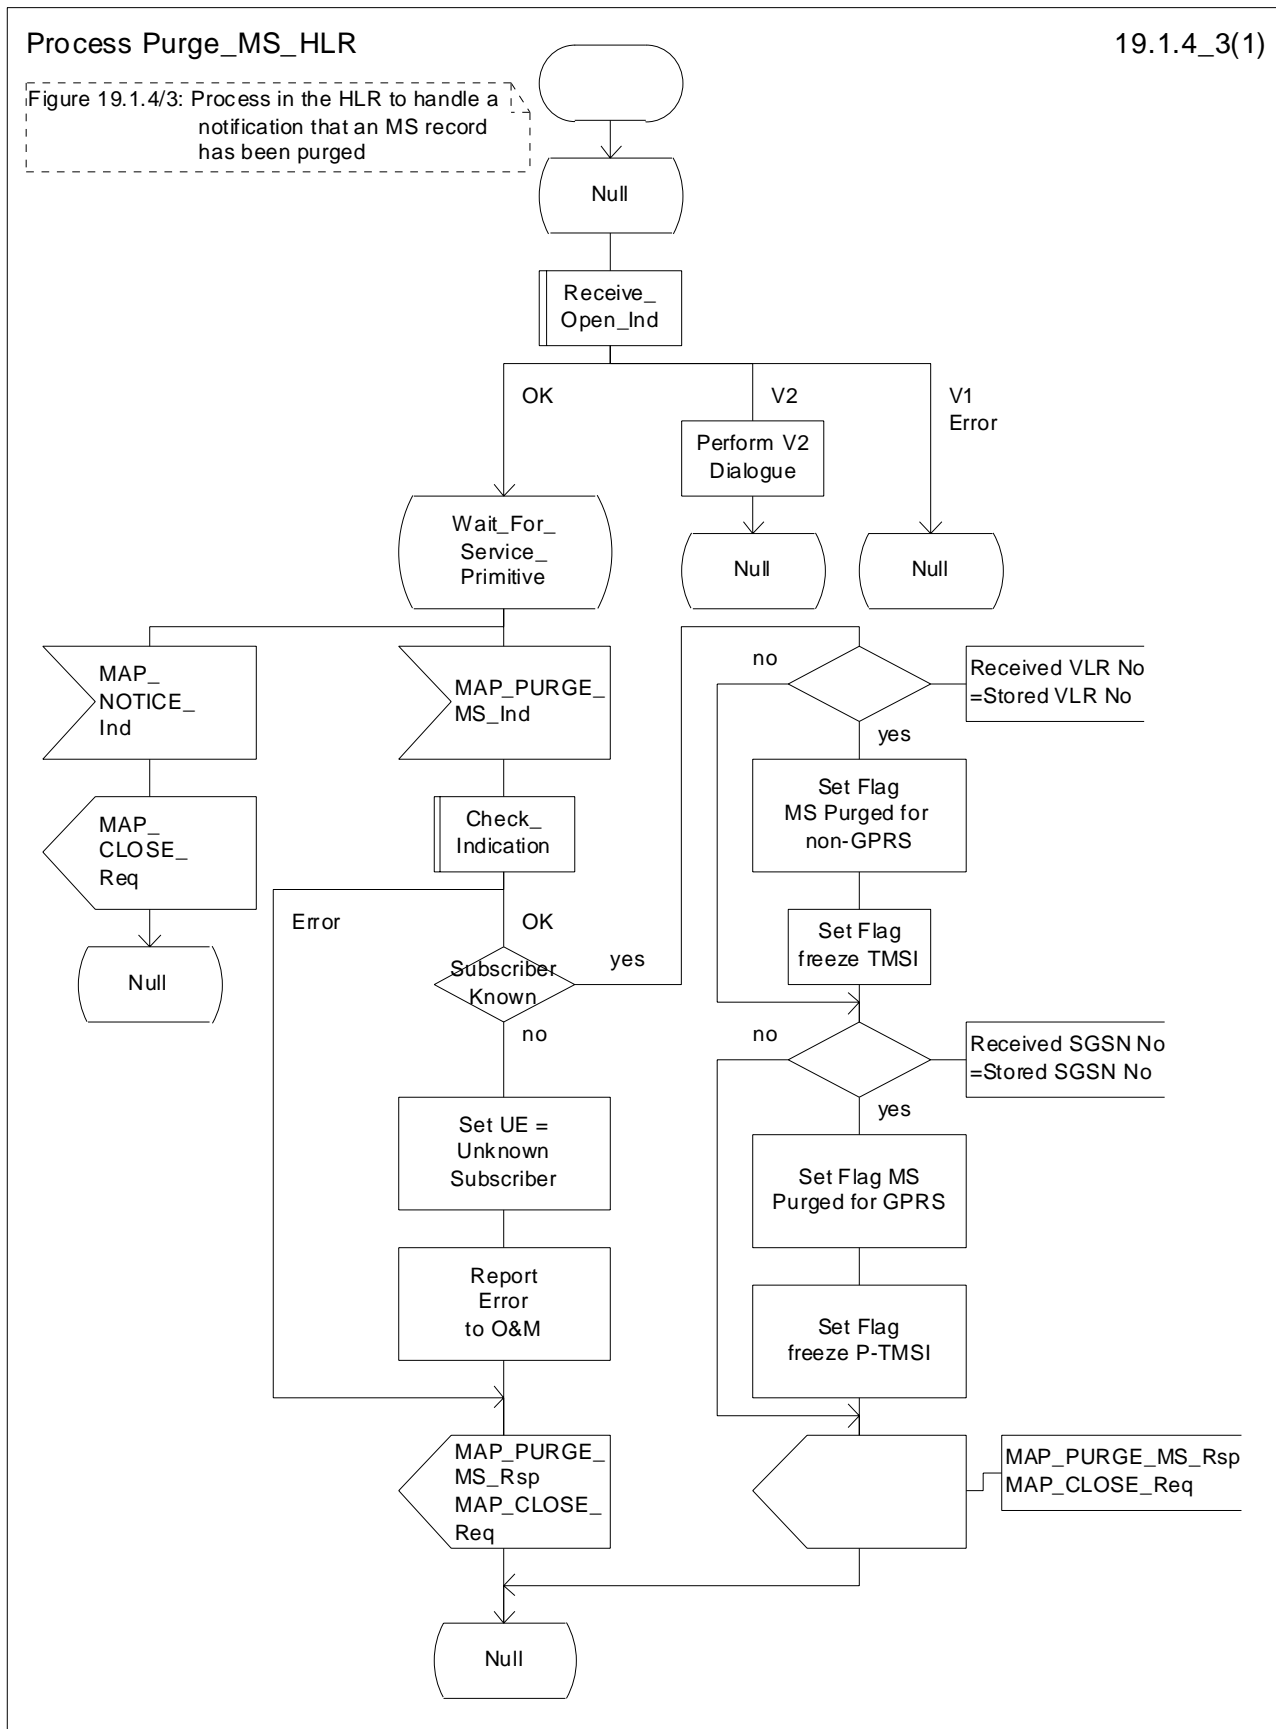 Process Purge_MS_HLR
19.1.4_3(1)
Figure 19.1.4/3: Process in the HLR to handle a
notification that an MS record
has been purged
Null
Receive_
Open_Ind
OK
V2
V1
Error
Perform V2
Dialogue
Wait_For_
Service_
Primitive
Null
Null
MAP_
NOTICE_
Ind
MAP_PURGE_
MS_Ind
no
Received VLR No
=Stored VLR No
yes
MAP_
CLOSE_
Req
Check_
Indication
Set Flag
MS Purged for
non-GPRS
Error
OK
Set Flag
freeze TMSI
Null
Subscriber
Known
yes
no
no
Received SGSN No
=Stored SGSN No
yes
Set UE =
Unknown
Subscriber
Set Flag MS
Purged for GPRS
Report
Error
to O&M
Set Flag
freeze P-TMSI
MAP_PURGE_
MS_Rsp
MAP_CLOSE_
Req
MAP_PURGE_MS_Rsp
MAP_CLOSE_Req
Null